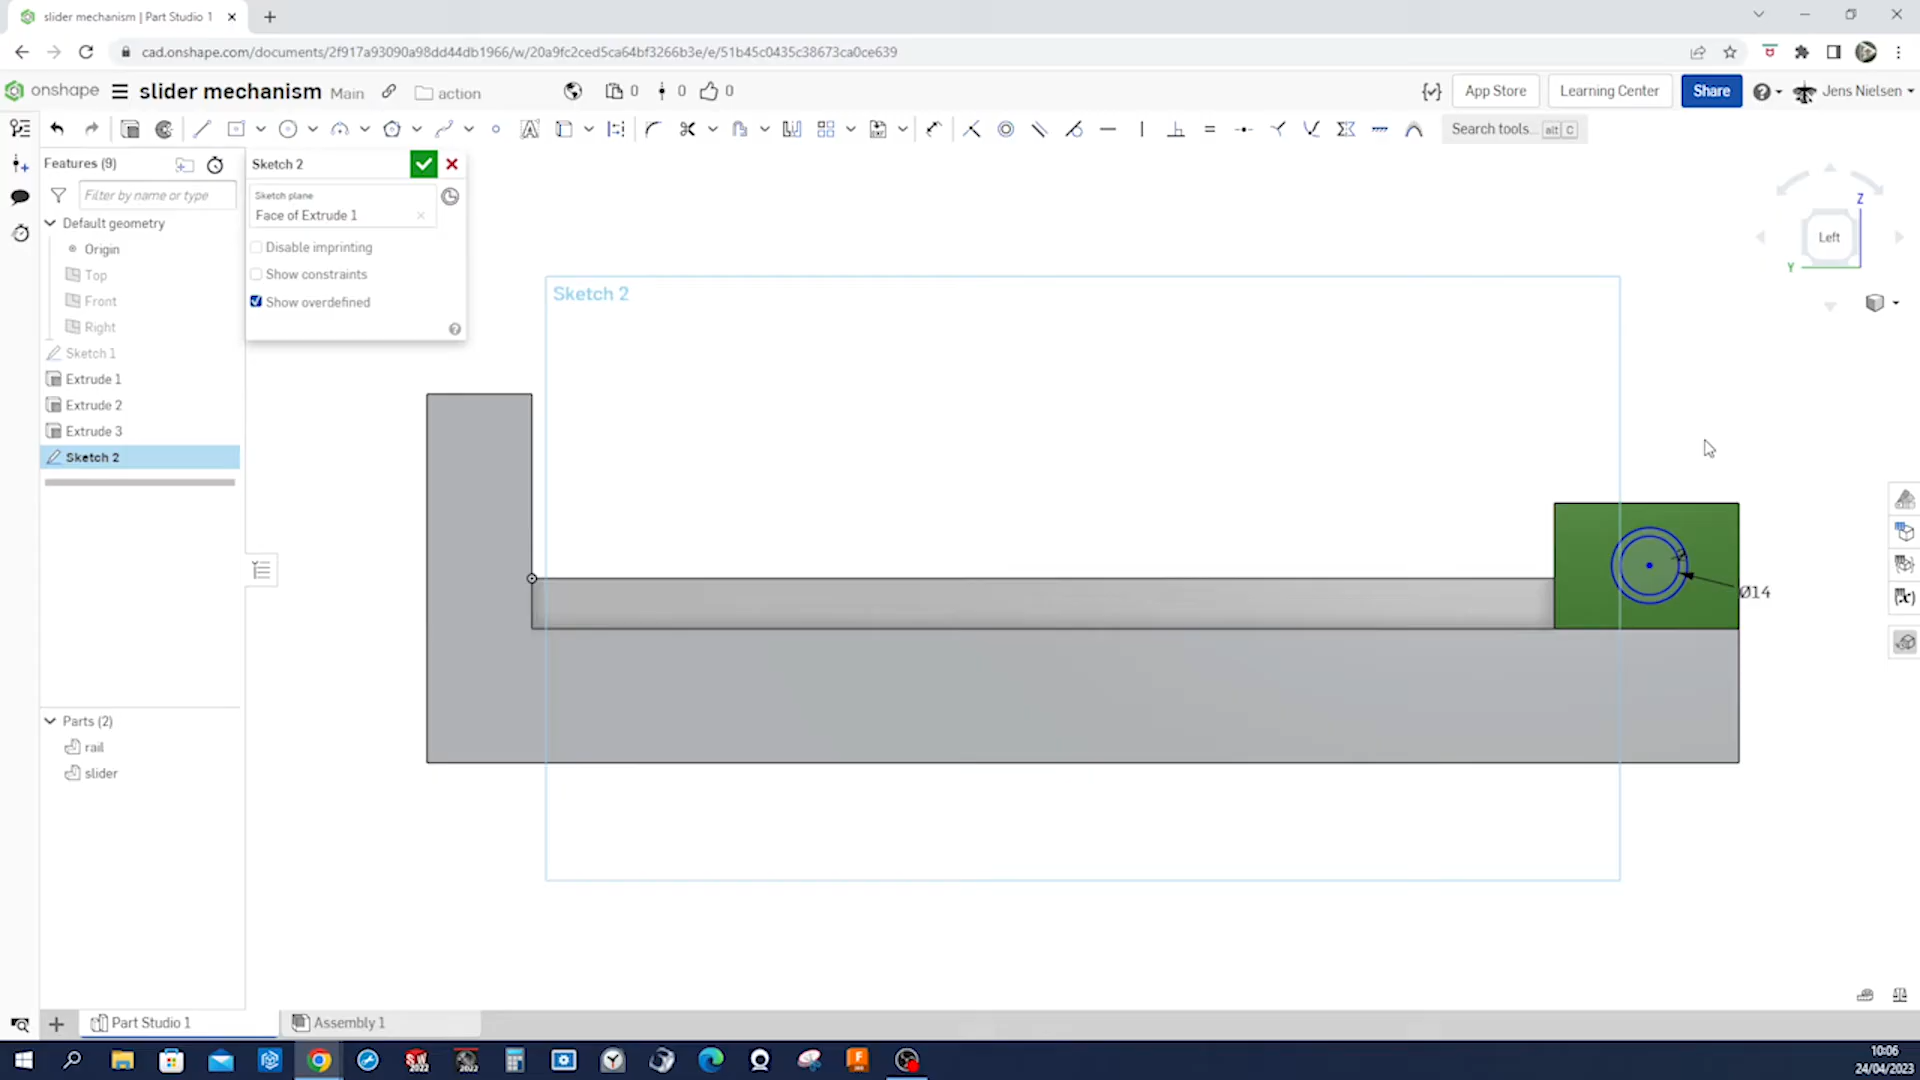 slider mechanism | Part Studio 1
cad.onshape.com/documents/2f917a93090a98dd44db1966/w/20a9fc2ced5ca64bf3266b3e/e/51b45c0435c38673ca0ce639
onshape
slider mechanism
Main
action
0
0
0
App Store
Learning Center
Share
Jens Nielsen
Search tools...
alt
C
Features (9)
Filter by name or type
Default geometry
Origin
Top
Front
Right
Sketch 1
Extrude 1
Extrude 2
Extrude 3
Sketch 2
Parts (2)
rail
slider
Sketch 2
Sketch plane
Face of Extrude 1
Disable imprinting
Show constraints
Show overdefined
Sketch 2
Ø14
Z
Left
Y
Part Studio 1
Assembly 1
10:06
24/04/2023